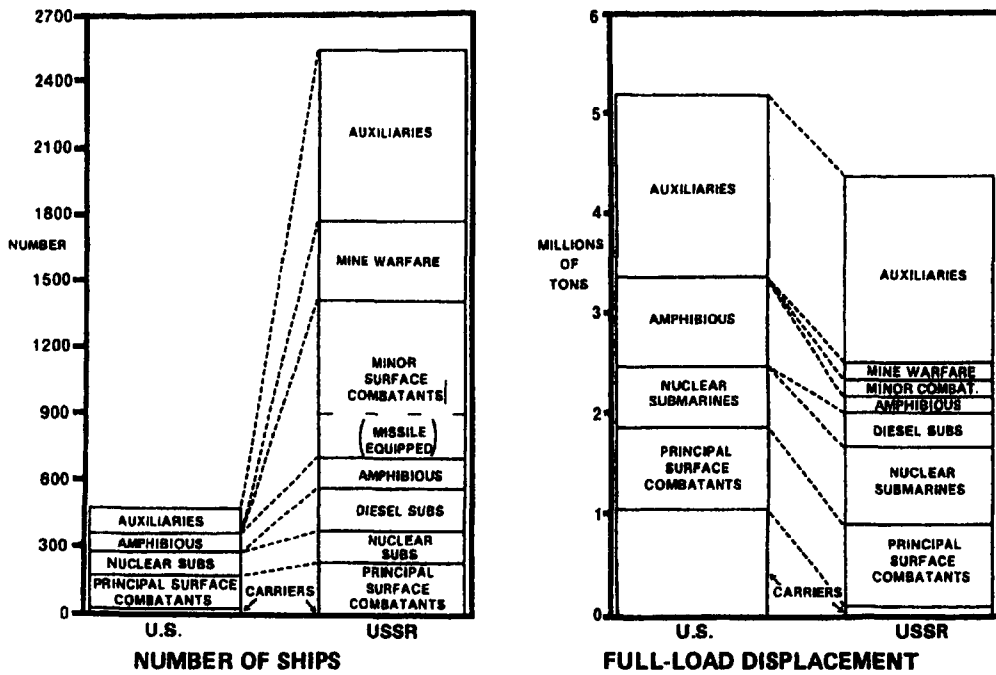 2700
2400
2100
1800
NUMBER
1500
1200
900
600
300
0
AUXILIARIES
AMPHIBIOUS
NUCLEAR SUBS
PRINCIPAL SURFACE
COMBATANTS
CARRIERS
AUXILIARIES
MINE WARFARE
MINOR
SURFACE
COMBATANTS
(MISSILE
EQUIPPED)
AMPHIBIOUS
DIESEL SUBS
NUCLEAR
SUBS
PRINCIPAL
SURFACE
COMBATANTS
U.S.
USSR
NUMBER OF SHIPS
6
5
4
MILLIONS
OF
TONS
3
2
1
0
AUXILIARIES
AMPHIBIOUS
NUCLEAR
SUBMARINES
PRINCIPAL
SURFACE
COMBATANTS
CARRIERS
AUXILIARIES
MINE WARFARE
MINOR COMBAT.
AMPHIBIOUS
DIESEL SUBS
NUCLEAR
SUBMARINES
PRINCIPAL
SURFACE
COMBATANTS
U.S.
USSR
FULL-LOAD DISPLACEMENT